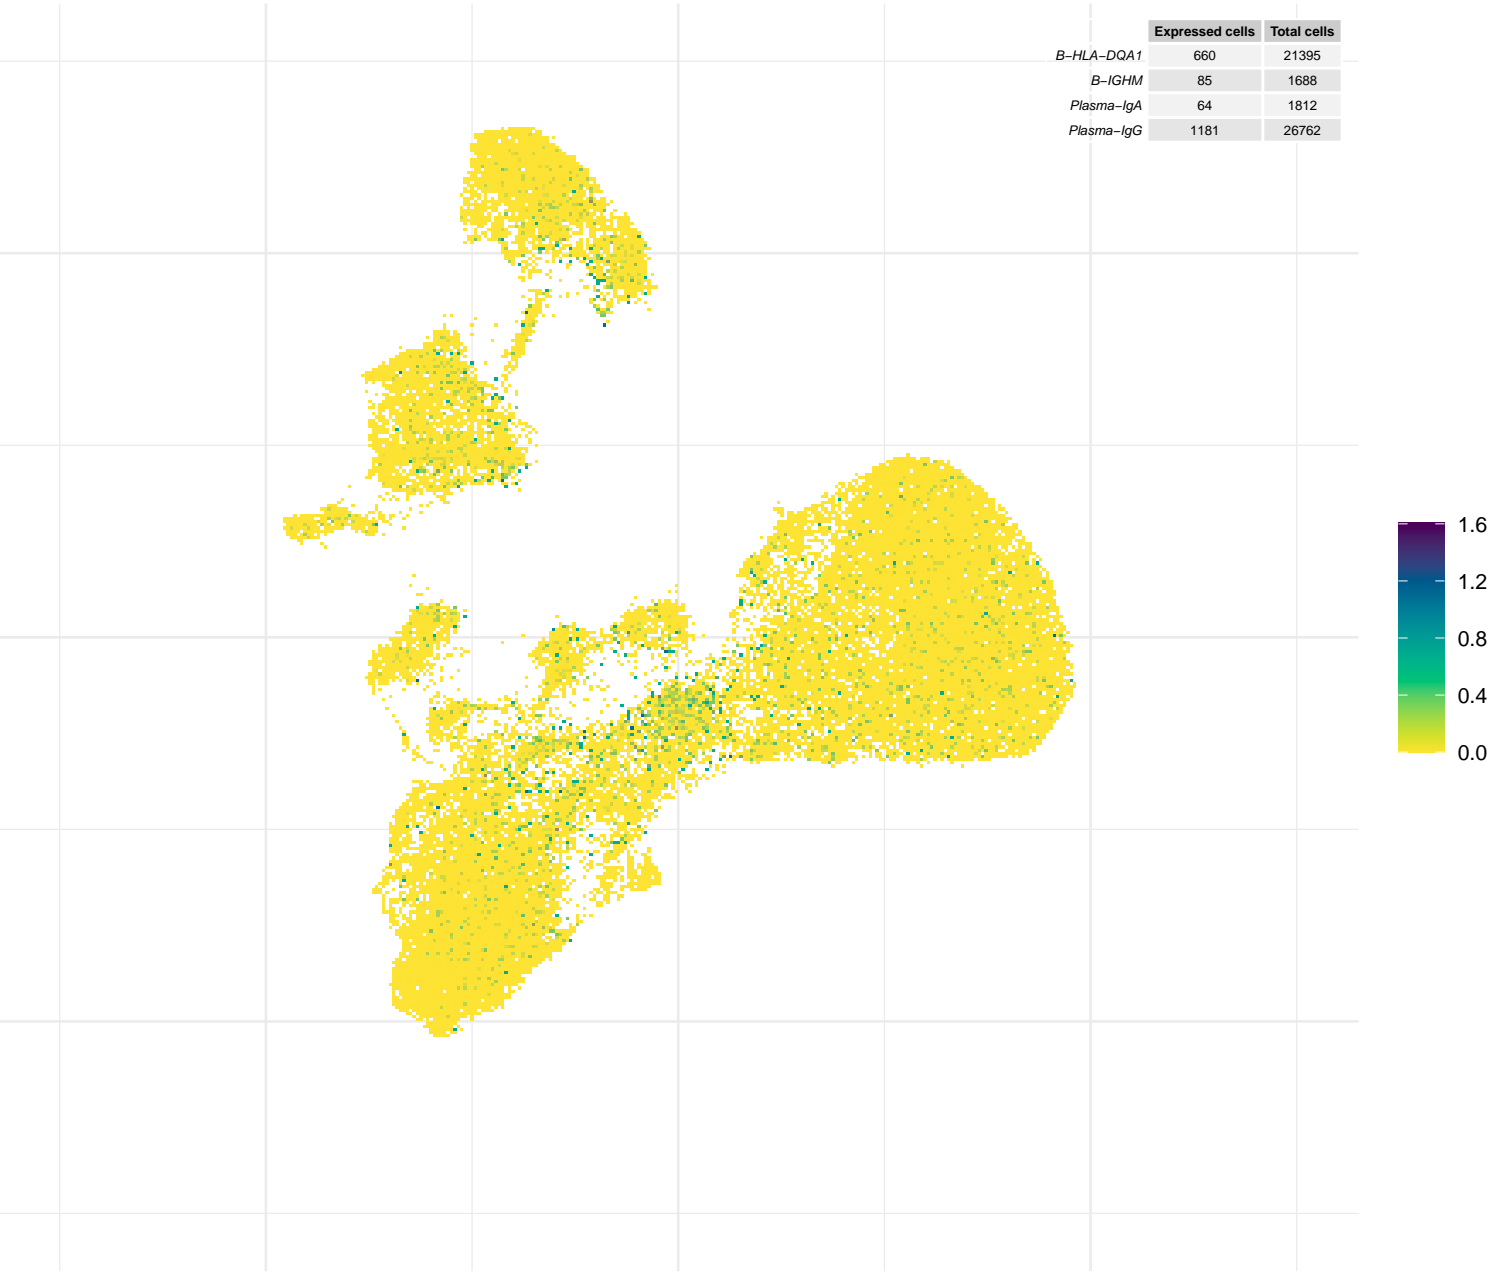 Expressed cells Total cells
B−HLA−DQA1 660 21395
B−IGHM 85 1688
Plasma−IgA 64 1812
Plasma−IgG 1181 26762
1.6
1.2
0.8
0.4
0.0